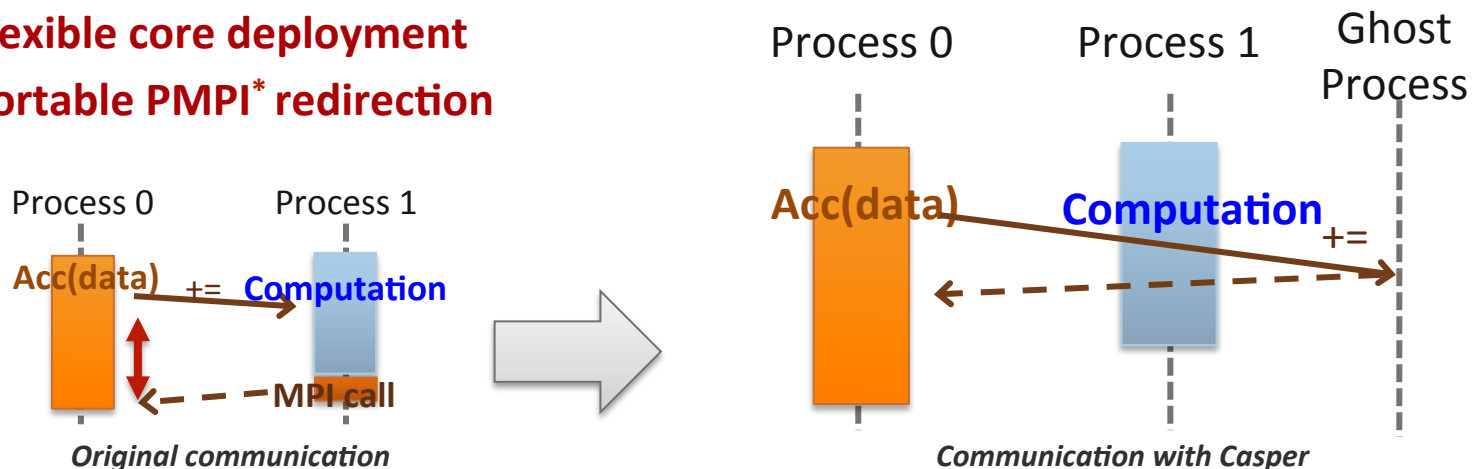 exible core deployment
ortable PMPI* redirection
Process 0 Process 1
Acc(data) += Computation
MPI call
Original communication
Process 0 Process 1 Ghost Process
Acc(data) Computation +=
Communication with Casper